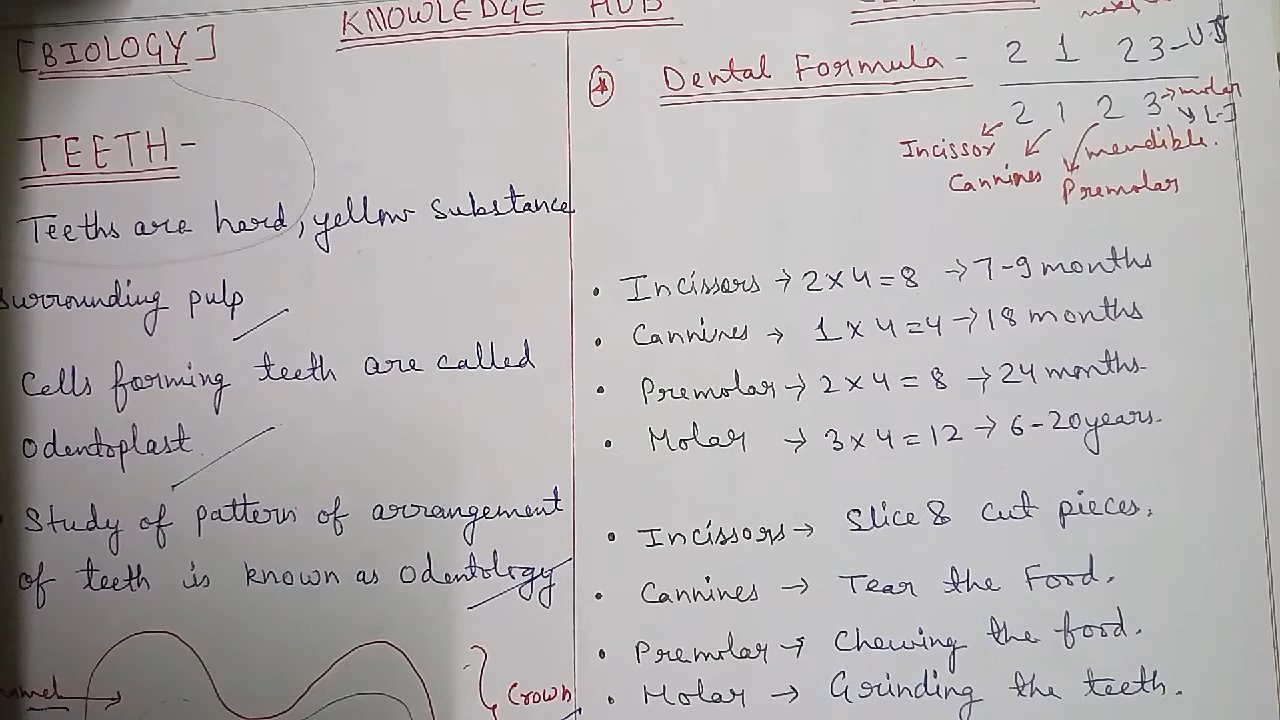 KNOWLEDGE HUB
[BIOLOGY]
TEETH-
Teeths are hard, yellow substance
surrounding pulp
Cells forming teeth are called
odentoplast.
Study of pattern of arrangement
of teeth is known as odentology
Crown
Dental Formula - 2 1 2 3 - U.J
2 1 2 3 → molar
L.J
Incissor
mendible.
Cannines
Premolar
• Incissors → 2 x 4 = 8 → 7-9 months
• Cannines → 1 x 4 = 4 → 18 months
• Premolar → 2 x 4 = 8 → 24 months
• Molar → 3 x 4 = 12 → 6-20 years.
• Incissors → Slice & cut pieces.
• Cannines → Tear the Food.
• Premolar → Chewing the food.
• Molar → Grinding the teeth.